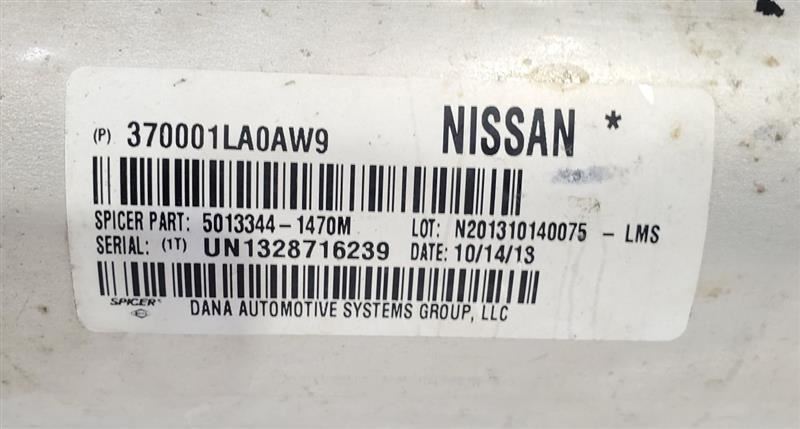 (P) 370001LA0AW9 NISSAN *
SPICER PART: 5013344-1470M LOT: N201310140075 - LMS
SERIAL: (1T) UN1328716239 DATE: 10/14/13
SPICER® DANA AUTOMOTIVE SYSTEMS GROUP, LLC